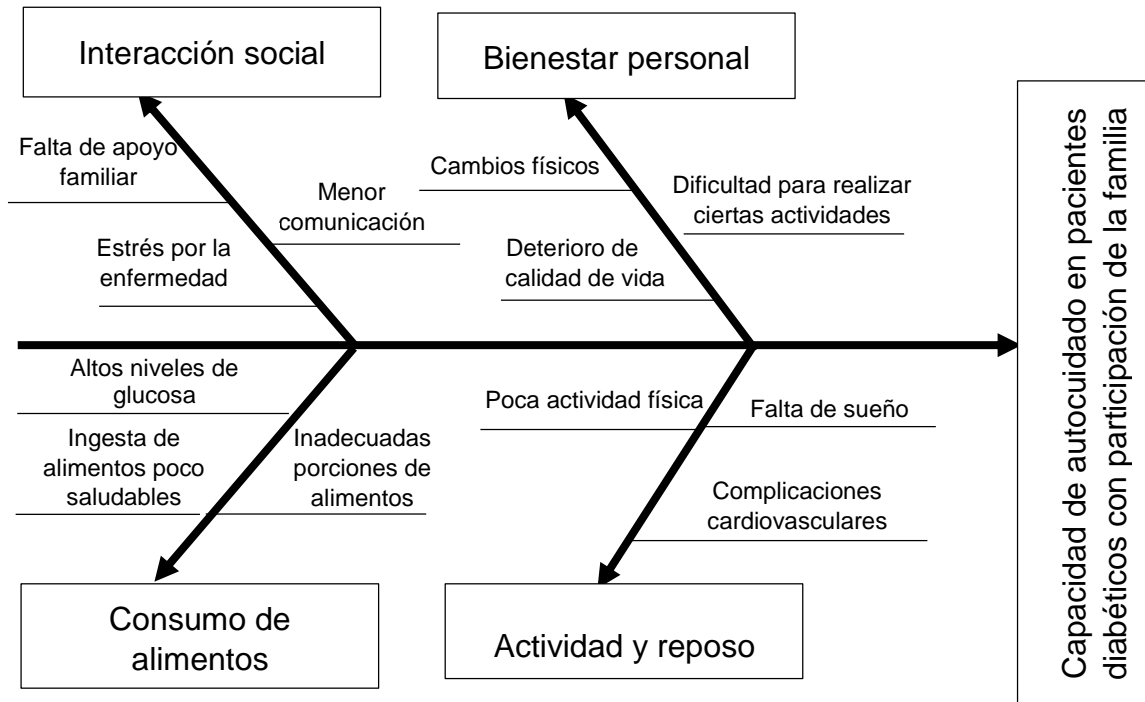 Interacción social
Bienestar personal
Falta de apoyo
familiar
Menor
comunicación
Estrés por la
enfermedad
Cambios físicos
Dificultad para realizar
ciertas actividades
Deterioro de
calidad de vida
Altos niveles de
glucosa
Ingesta de
alimentos poco
saludables
Inadecuadas
porciones de
alimentos
Poca actividad física
Falta de sueño
Complicaciones
cardiovasculares
Consumo de
alimentos
Actividad y reposo
Capacidad de autocuidado en pacientes
diabéticos con participación de la familia